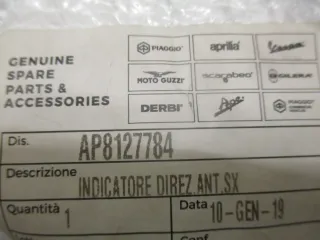 GENUINE
SPARE
PARTS &
ACCESSORIES
PIAGGIO aprilia Vespa
MOTO GUZZI scarabeo GILERA
DERBI Ape PIAGGIO
Dis. AP8127784
Descrizione
INDICATORE DIREZ.ANT.SX
Quantità 1
Data 10-GEN-19